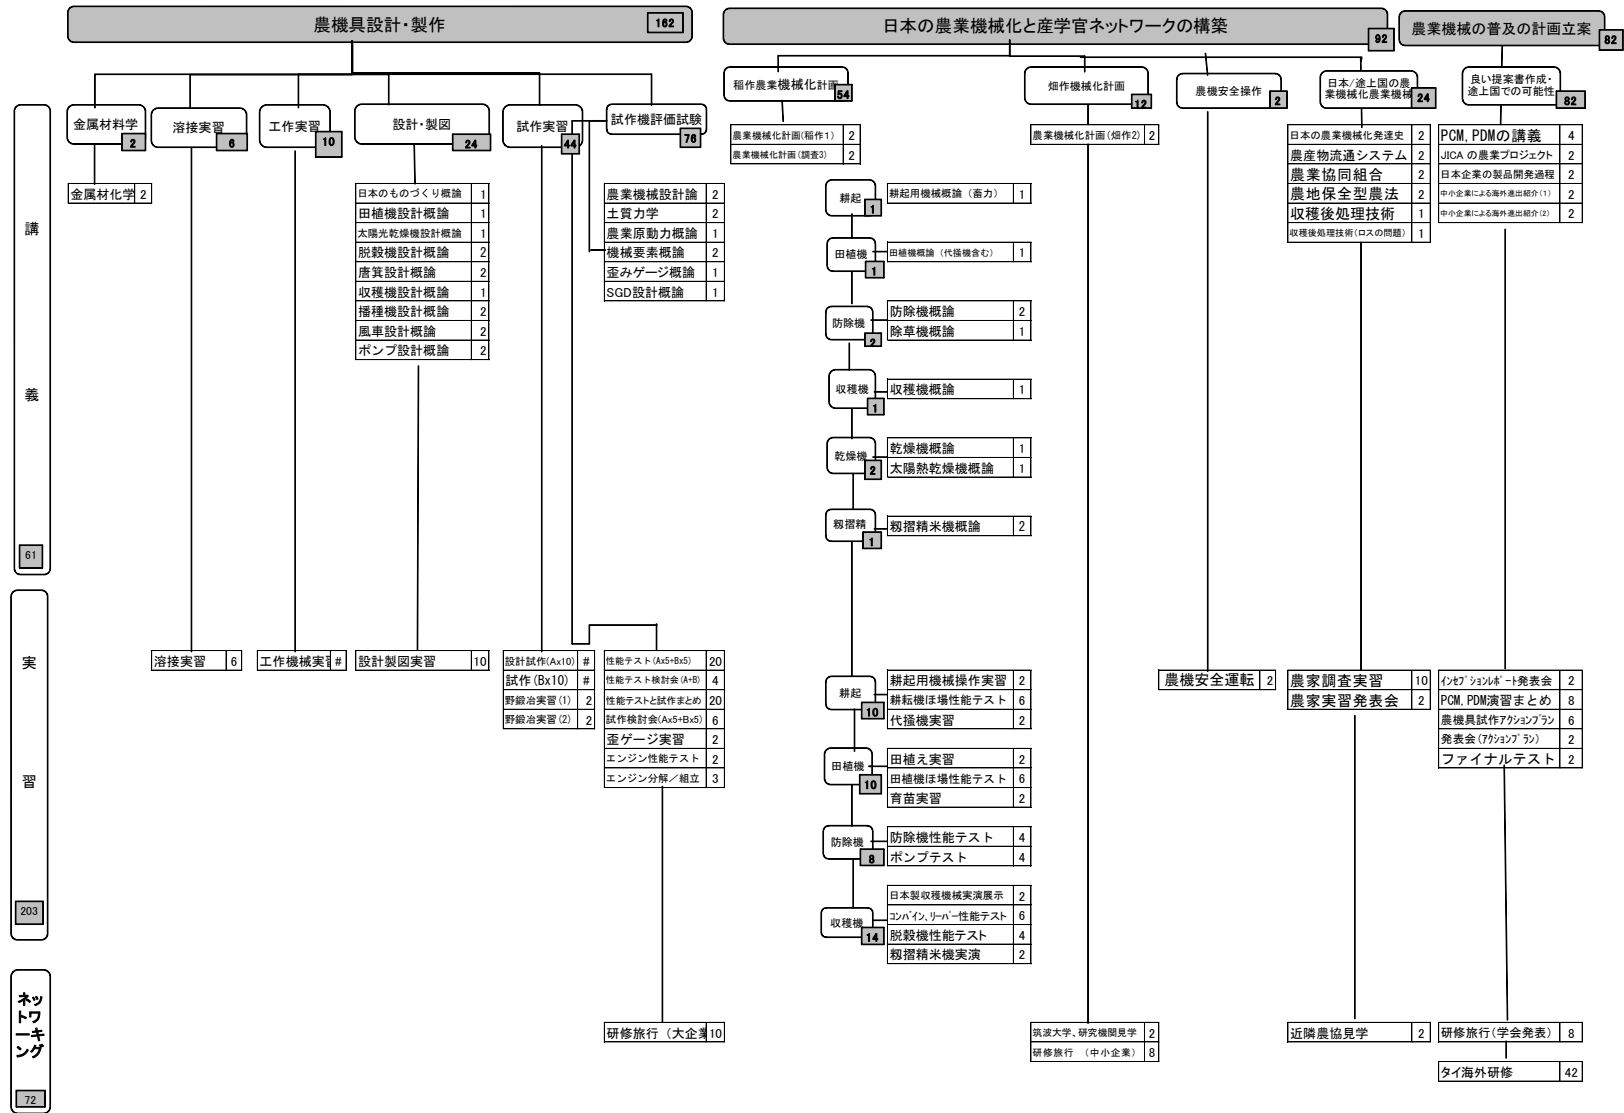 農機具設計・製作 162
日本の農業機械化と産学官ネットワークの構築 92
農業機械の普及の計画立案 82
金属材料学 2
溶接実習 6
工作実習 10
設計・製図 24
試作実習 44
試作機評価試験 76
稲作農業機械化計画 54
畑作機械化計画 12
農機安全操作 2
日本/途上国の農
業機械化農業機械 24
良い提案書作成・
途上国での可能性 82
講
義
61
金属材化学 2
日本のものづくり概論 1
田植機設計概論 1
太陽光乾燥機設計概論 1
脱穀機設計概論 2
唐箕設計概論 2
収穫機設計概論 1
播種機設計概論 2
風車設計概論 2
ポンプ設計概論 2
農業機械設計論 2
土質力学 2
農業原動力概論 1
機械要素概論 2
歪みゲージ概論 1
SGD設計概論 1
農業機械化計画(稲作1) 2
農業機械化計画(調査3) 2
耕起 1
耕起用機械概論(畜力) 1
田植機 1
田植機概論(代掻機含む) 1
防除機 2
防除機概論 2
除草機概論 1
収穫機 1
収穫機概論 1
乾燥機 2
乾燥機概論 1
太陽熱乾燥機概論 1
籾摺精 1
籾摺精米機概論 2
農業機械化計画(畑作2) 2
日本の農業機械化発達史 2
農産物流通システム 2
農業協同組合 2
農地保全型農法 2
収穫後処理技術 1
収穫後処理技術(ロスの問題) 1
PCM,PDMの講義 4
JICA の農業プロジェクト 2
日本企業の製品開発過程 2
中小企業による海外進出紹介(1) 2
中小企業による海外進出紹介(2) 2
実
習
203
溶接実習 6
工作機械実習 #
設計製図実習 10
設計試作(Ax10) #
試作(Bx10) #
野鍛冶実習(1) 2
野鍛冶実習(2) 2
性能テスト(Ax5+Bx5) 20
性能テスト検討会(A+B) 4
性能テストと試作まとめ 20
試作検討会(Ax5+Bx5) 6
歪ゲージ実習 2
エンジン性能テスト 2
エンジン分解/組立 3
耕起 10
耕起用機械操作実習 2
耕耘機ほ場性能テスト 6
代掻機実習 2
田植機 10
田植え実習 2
田植機ほ場性能テスト 6
育苗実習 2
防除機 8
防除機性能テスト 4
ポンプテスト 4
収穫機 14
日本製収穫機械実演展示 2
コンバイン、リーパー性能テスト 6
脱穀機性能テスト 4
籾摺精米機実演 2
農機安全運転 2
農家調査実習 10
農家実習発表会 2
インセプションレポート発表会 2
PCM,PDM演習まとめ 8
農機具試作アクションプラン 6
発表会(アクションプラン) 2
ファイナルテスト 2
ネッ
トワ
ーキ
ング
72
研修旅行(大企業 10
筑波大学、研究機関見学 2
研修旅行 (中小企業) 8
近隣農協見学 2
研修旅行(学会発表) 8
タイ海外研修 42